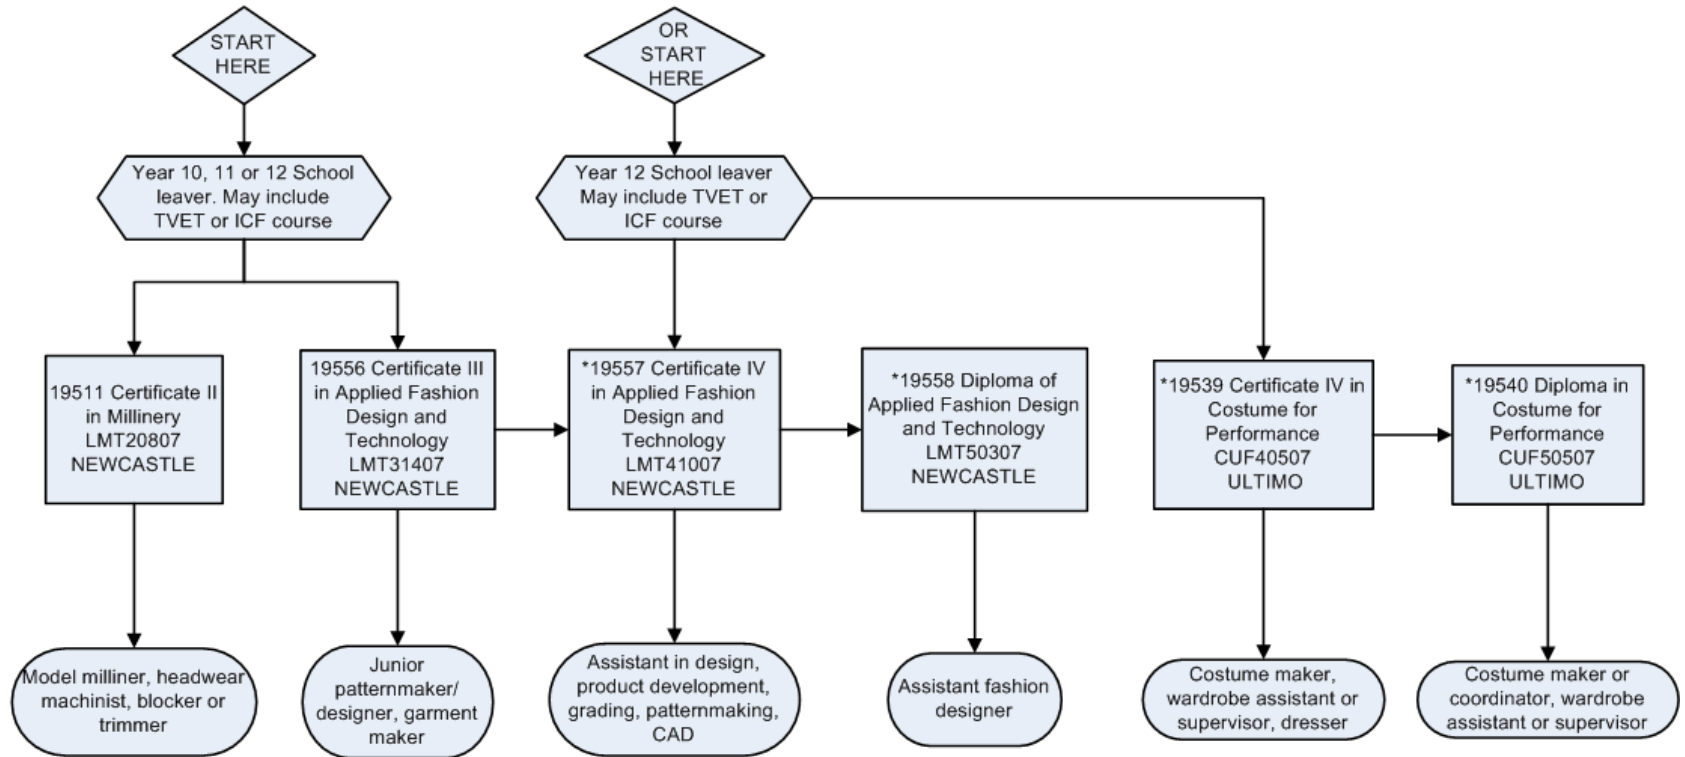 START
HERE
OR
START
HERE
Year 10, 11 or 12 School
leaver. May include
TVET or ICF course
Year 12 School leaver
May include TVET or
ICF course
19511 Certificate II
in Millinery
LMT20807
NEWCASTLE
19556 Certificate III
in Applied Fashion
Design and
Technology
LMT31407
NEWCASTLE
*19557 Certificate IV
in Applied Fashion
Design and
Technology
LMT41007
NEWCASTLE
*19558 Diploma of
Applied Fashion Design
and Technology
LMT50307
NEWCASTLE
*19539 Certificate IV in
Costume for
Performance
CUF40507
ULTIMO
*19540 Diploma in
Costume for
Performance
CUF50507
ULTIMO
Model milliner, headwear
machinist, blocker or
trimmer
Junior
patternmaker/
designer, garment
maker
Assistant in design,
product development,
grading, patternmaking,
CAD
Assistant fashion
designer
Costume maker,
wardrobe assistant or
supervisor, dresser
Costume maker or
coordinator, wardrobe
assistant or supervisor